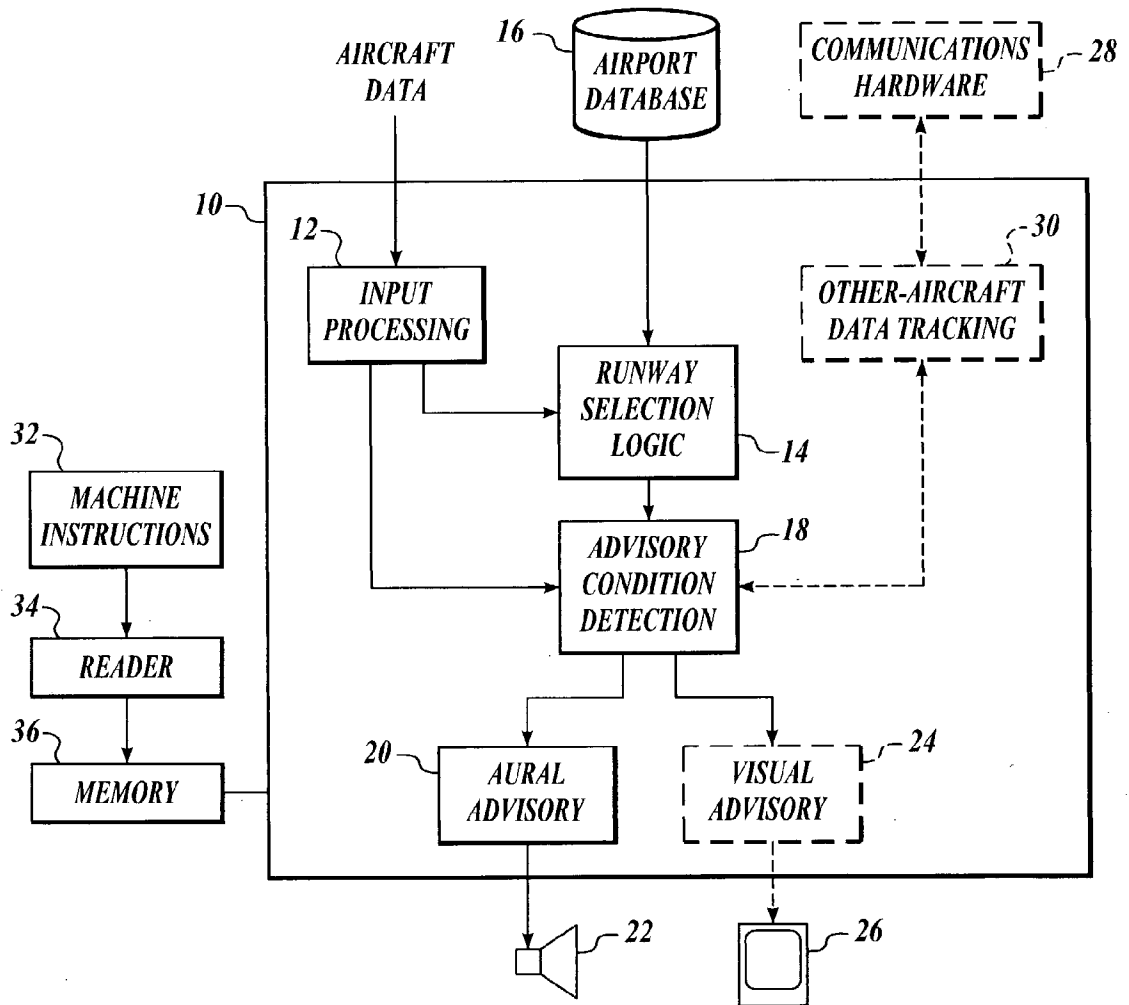 16
AIRCRAFT
DATA
AIRPORT
DATABASE
COMMUNICATIONS
HARDWARE
28
10
12
INPUT
PROCESSING
30
OTHER-AIRCRAFT
DATA TRACKING
RUNWAY
SELECTION
LOGIC
14
32
MACHINE
INSTRUCTIONS
18
ADVISORY
CONDITION
DETECTION
34
READER
36
MEMORY
20
AURAL
ADVISORY
24
VISUAL
ADVISORY
22
26